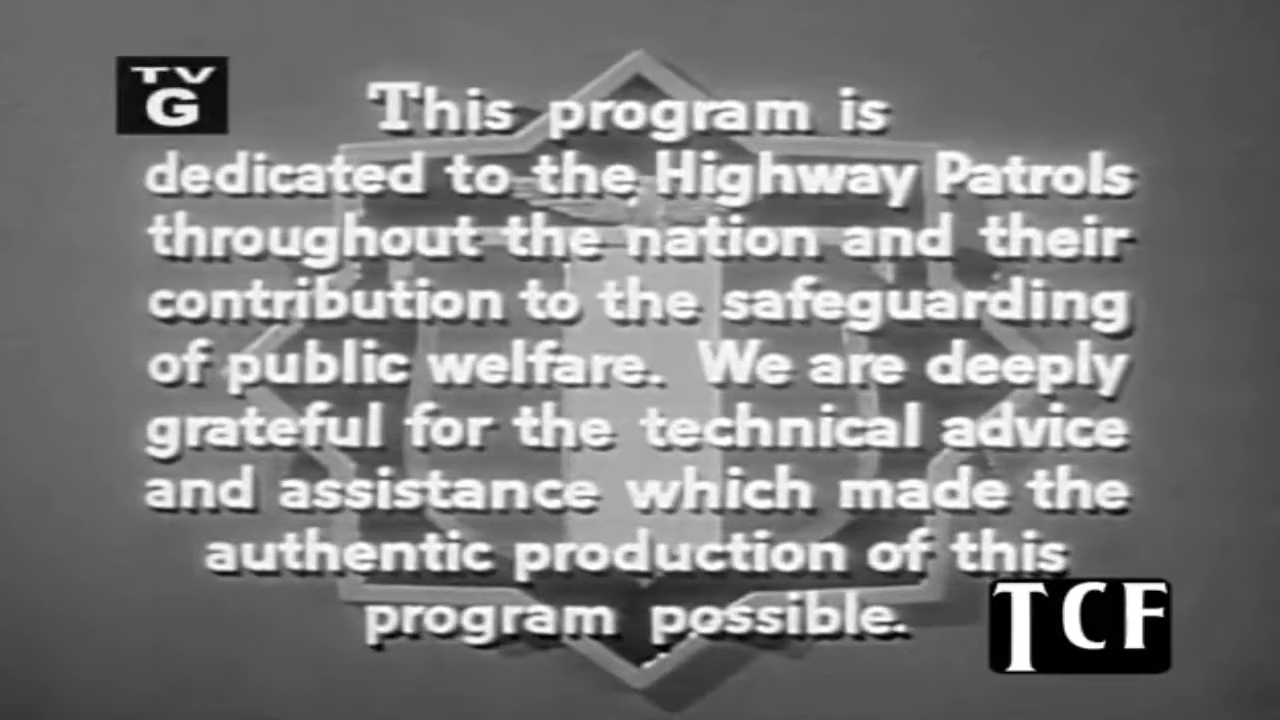 TV
G
This program is
dedicated to the Highway Patrols
throughout the nation and their
contribution to the safeguarding
of public welfare. We are deeply
grateful for the technical advice
and assistance which made the
authentic production of this
program possible.
TCF